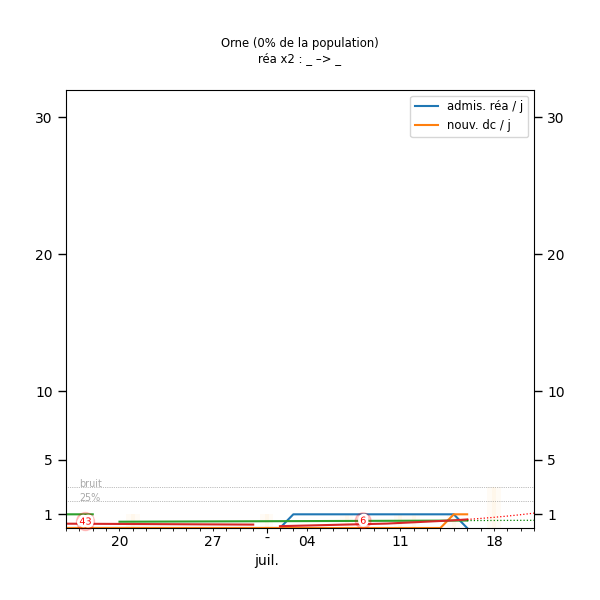 Orne (0% de la population)
réa x2 : _ –> _
admis. réa / j
nouv. dc / j
30 30
20 20
10 10
5 5
bruit
25%
1 1
43 6
20 27 - 04 11 18
juil.